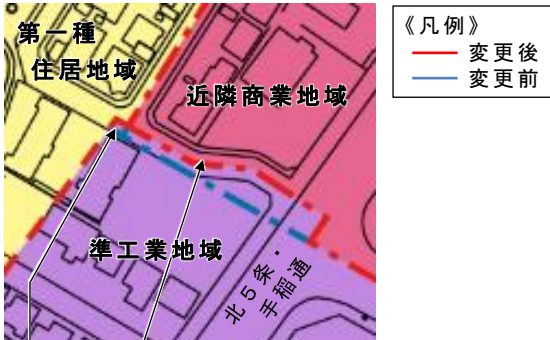 第一種
住居地域
近隣商業地域
準工業地域
北5条・
手稲通
《凡例》
変更後
変更前